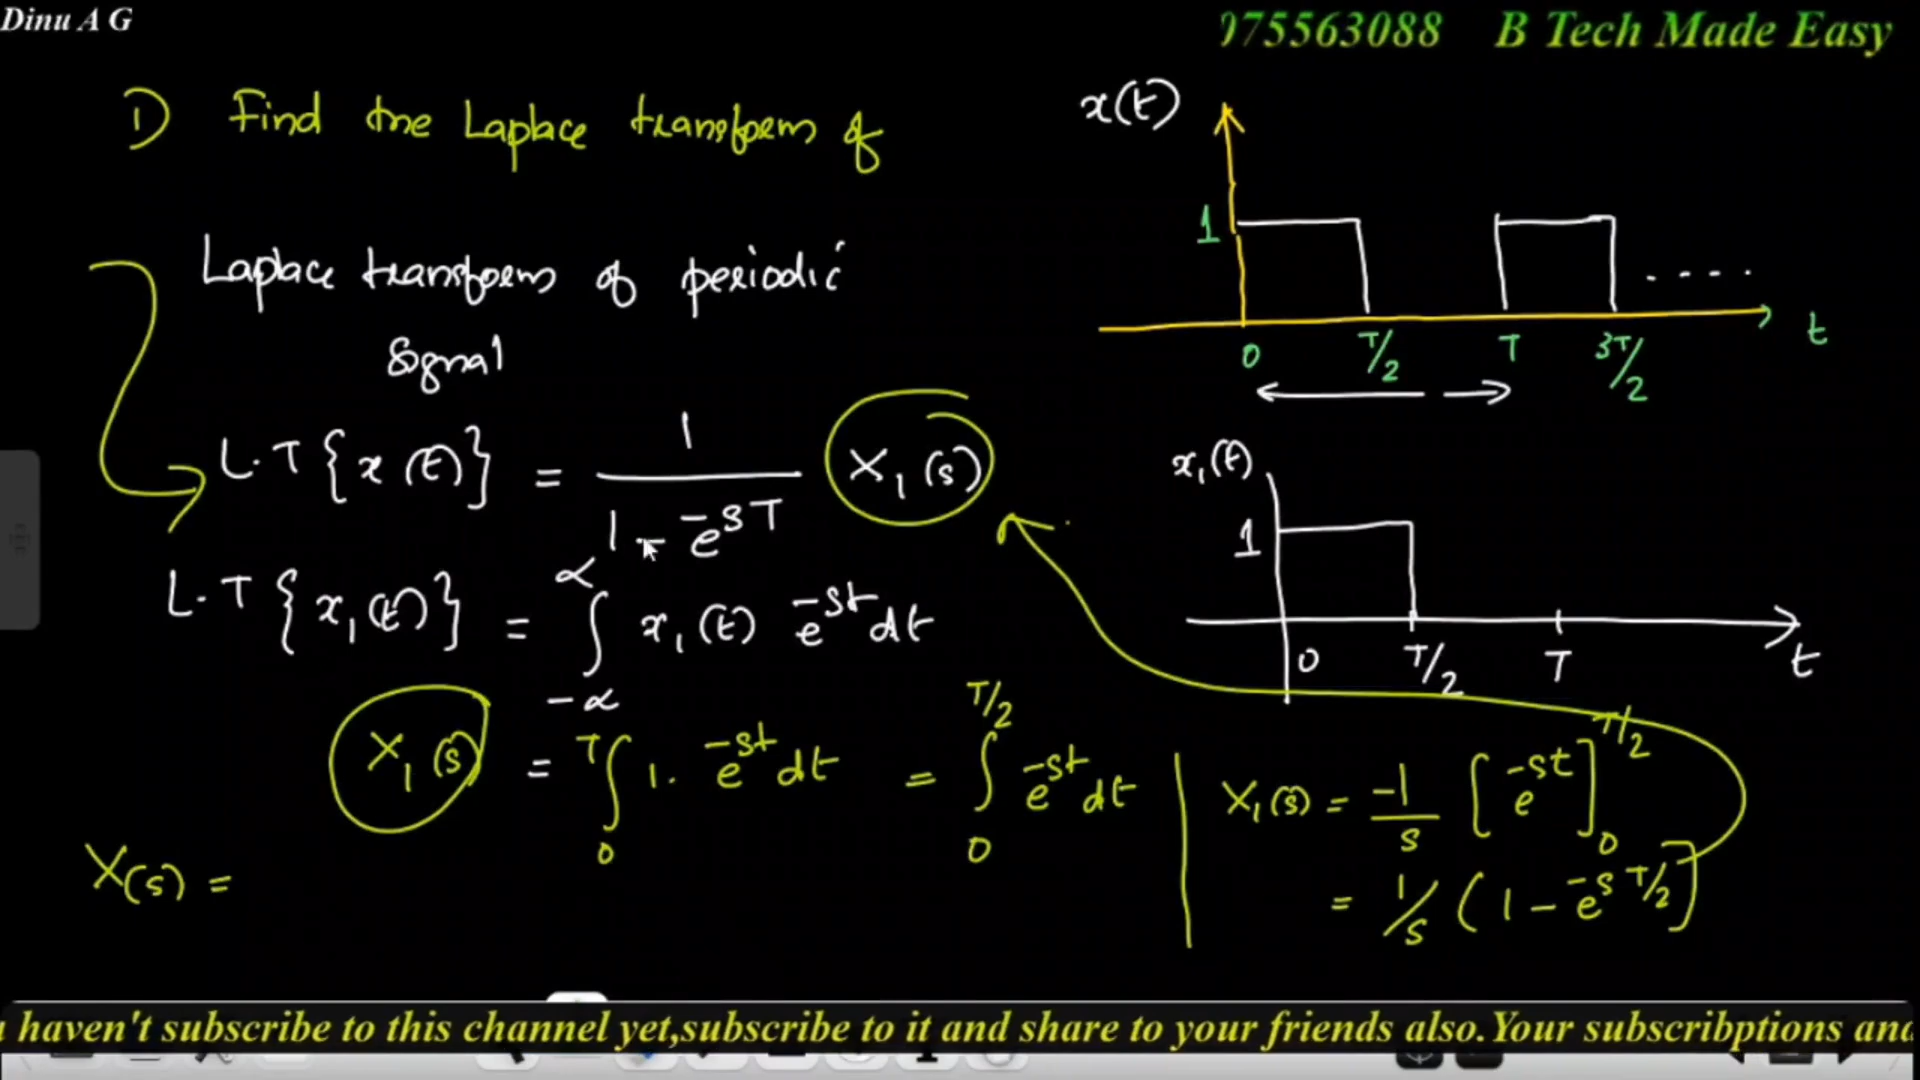 Dinu A G
975563088 B Tech Made Easy
1) Find the Laplace transform of
Laplace transform of periodic
signal
L.T {x(t)} = 1 / (1 - e^-sT) X₁(s)
L.T {x₁(t)} = ∫_-α^α x₁(t) e^-st dt
X₁(s) = ∫_0^T 1. e^-st dt = ∫_0^T/2 e^-st dt
X(s) =
x(t)
1
0 T/2 T 3T/2 t
x₁(t)
1
0 T/2 T t
X₁(s) = -1/s [e^-st]_0^T/2
= 1/s (1 - e^-sT/2]
haven't subscribe to this channel yet,subscribe to it and share to your friends also.Your subscribptions and